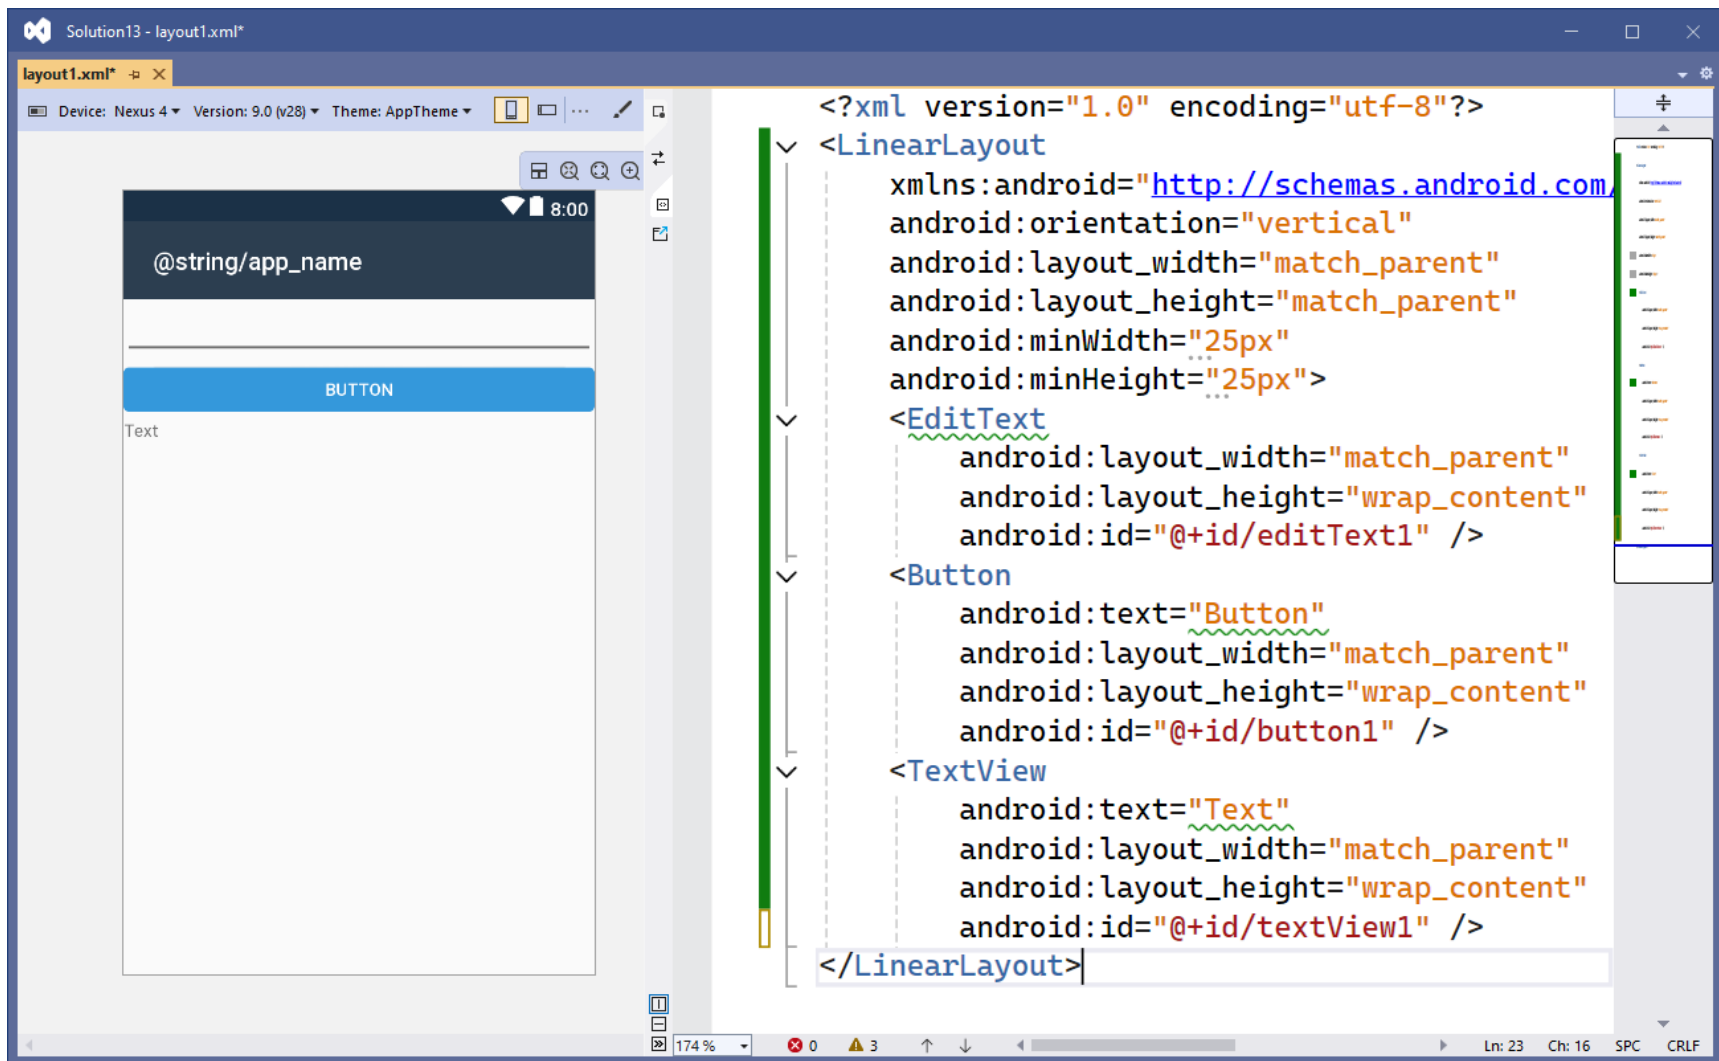 Solution13 - layout1.xml*
layout1.xml*
Device: Nexus 4 Version: 9.0 (v28) Theme: AppTheme
8:00
@string/app_name
BUTTON
Text
<?xml version="1.0" encoding="utf-8"?>
<LinearLayout
xmlns:android="http://schemas.android.com/
android:orientation="vertical"
android:layout_width="match_parent"
android:layout_height="match_parent"
android:minWidth="25px"
android:minHeight="25px">
<EditText
android:layout_width="match_parent"
android:layout_height="wrap_content"
android:id="@+id/editText1" />
<Button
android:text="Button"
android:layout_width="match_parent"
android:layout_height="wrap_content"
android:id="@+id/button1" />
<TextView
android:text="Text"
android:layout_width="match_parent"
android:layout_height="wrap_content"
android:id="@+id/textView1" />
</LinearLayout>
174 % 0 3 Ln: 23 Ch: 16 SPC CRLF